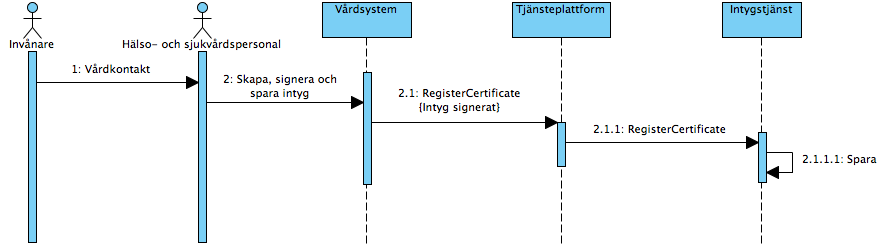 Vårdsystem
Tjänsteplattform
Intygstjänst
Invånare
Hälso- och sjukvårdspersonal
1: Vårdkontakt
2: Skapa, signera och
spara intyg
2.1: RegisterCertificate
{Intyg signerat}
2.1.1: RegisterCertificate
2.1.1.1: Spara